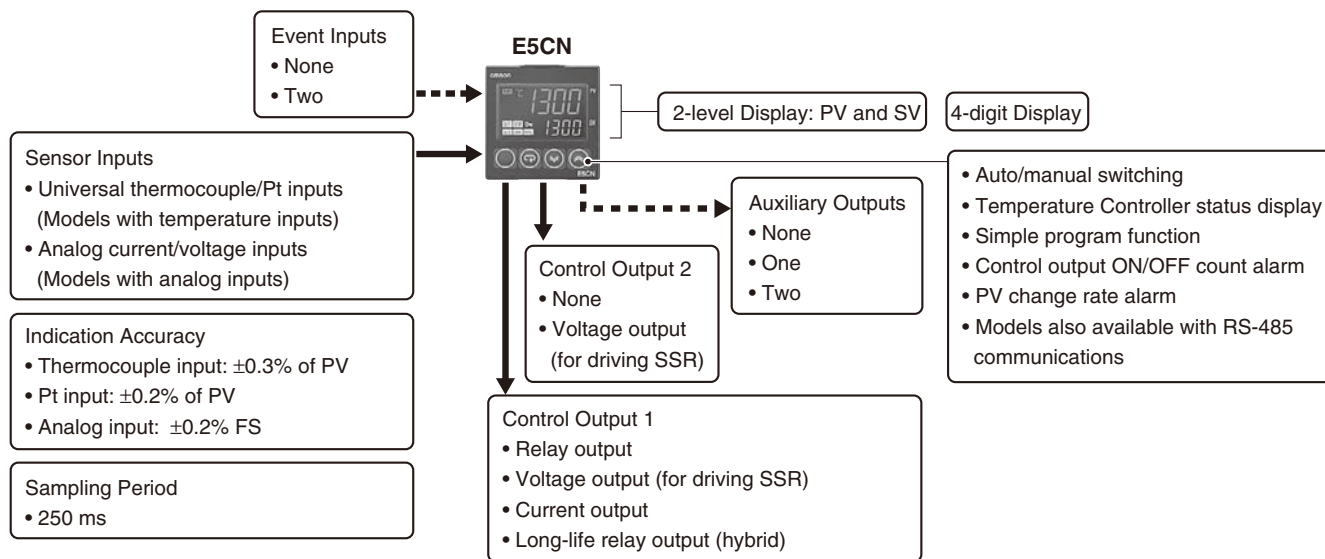 Event Inputs
• None
• Two
E5CN
omron
°C
1300
PV
1300
E5CN
2-level Display: PV and SV
4-digit Display
Sensor Inputs
• Universal thermocouple/Pt inputs
(Models with temperature inputs)
• Analog current/voltage inputs
(Models with analog inputs)
Indication Accuracy
• Thermocouple input: ±0.3% of PV
• Pt input: ±0.2% of PV
• Analog input: ±0.2% FS
Sampling Period
• 250 ms
Control Output 2
• None
• Voltage output
(for driving SSR)
Auxiliary Outputs
• None
• One
• Two
• Auto/manual switching
• Temperature Controller status display
• Simple program function
• Control output ON/OFF count alarm
• PV change rate alarm
• Models also available with RS-485
communications
Control Output 1
• Relay output
• Voltage output (for driving SSR)
• Current output
• Long-life relay output (hybrid)